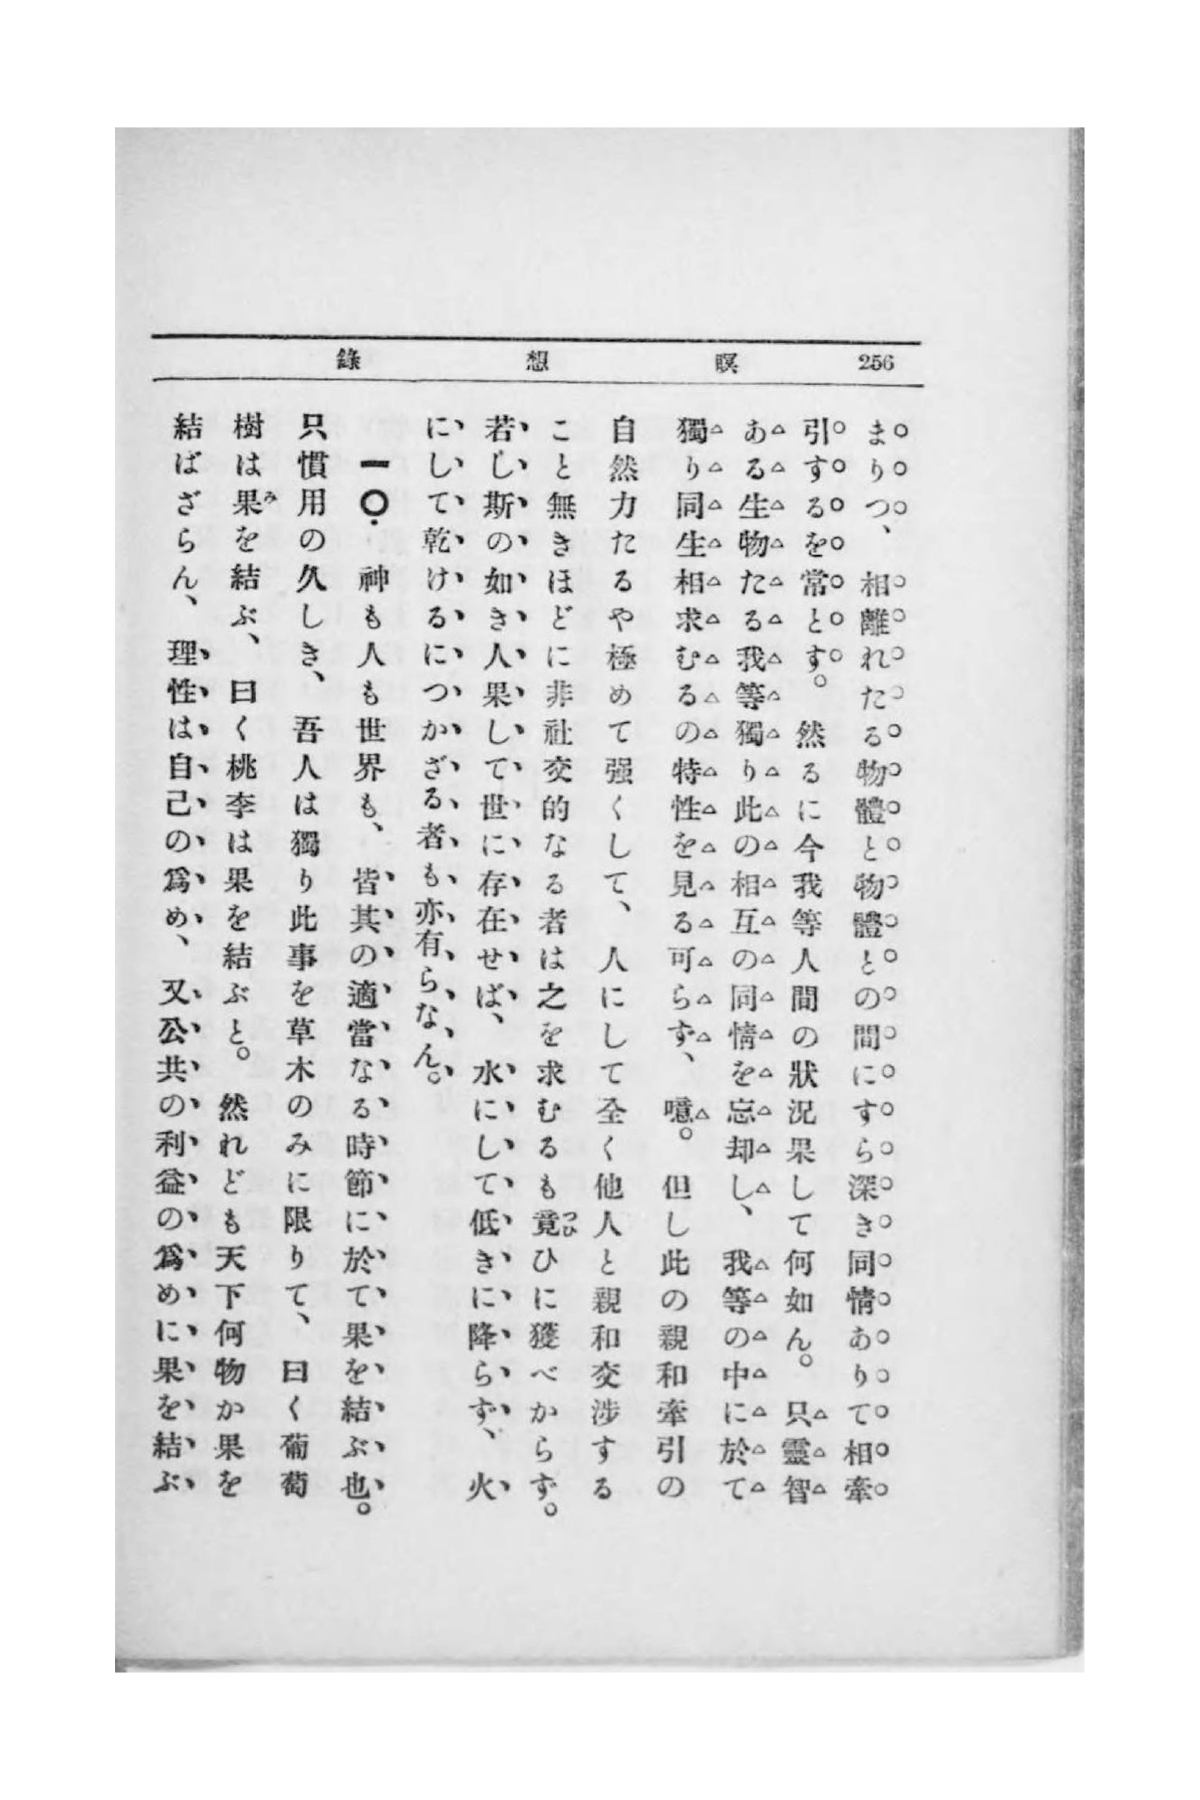 256 瞑想錄
まりつ、相離れたる物體と物體との間にすら深き同情ありて相牽
引するを常とす。然るに今我等人間の狀況果して何如ん。只靈智
ある生物たる我等獨り此の相互の同情を忘却し、我等の中に於て
獨り同生相求むるの特性を見る可らず、噫。但し此の親和牽引の
自然力たるや極めて强くして、人にして全く他人と親和交渉する
こと無きほどに非社交的なる者は之を求むるも竟ひに獲べからず。
若し斯の如き人果して世に存在せば、水にして低きに降らず、火
にして乾けるにつかざる者も亦有らなん。
一〇. 神も人も世界も、皆其の適當なる時節に於て果を結ぶ也。
只慣用の久しき、吾人は獨り此事を草木のみに限りて、曰く葡萄
樹は果を結ぶ、曰く桃李は果を結ぶと。然れども天下何物か果を
結ばざらん、理性は自己の爲め、又公共の利益の爲めに果を結ぶ